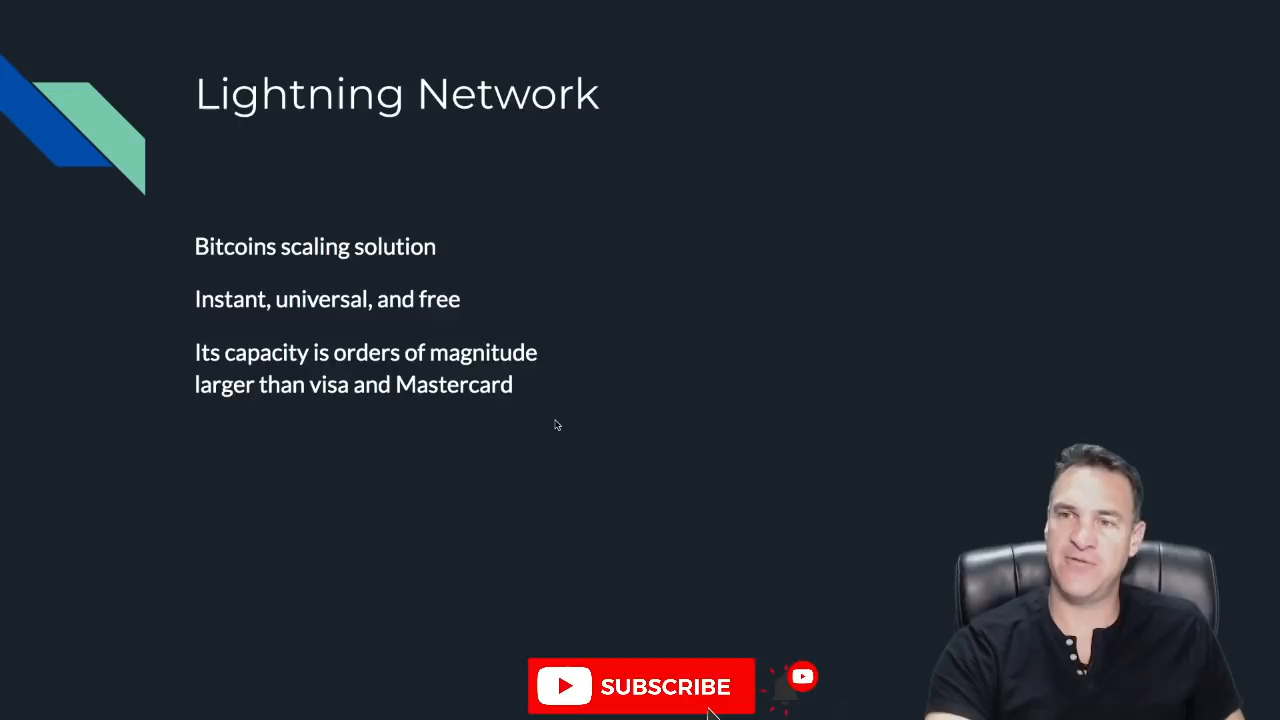 Lightning Network
Bitcoins scaling solution
Instant, universal, and free
Its capacity is orders of magnitude
larger than visa and Mastercard
SUBSCRIBE